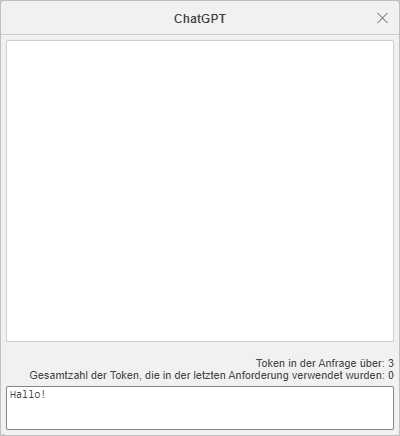 ChatGPT
Token in der Anfrage über: 3
Gesamtzahl der Token, die in der letzten Anforderung verwendet wurden: 0
Hallo!